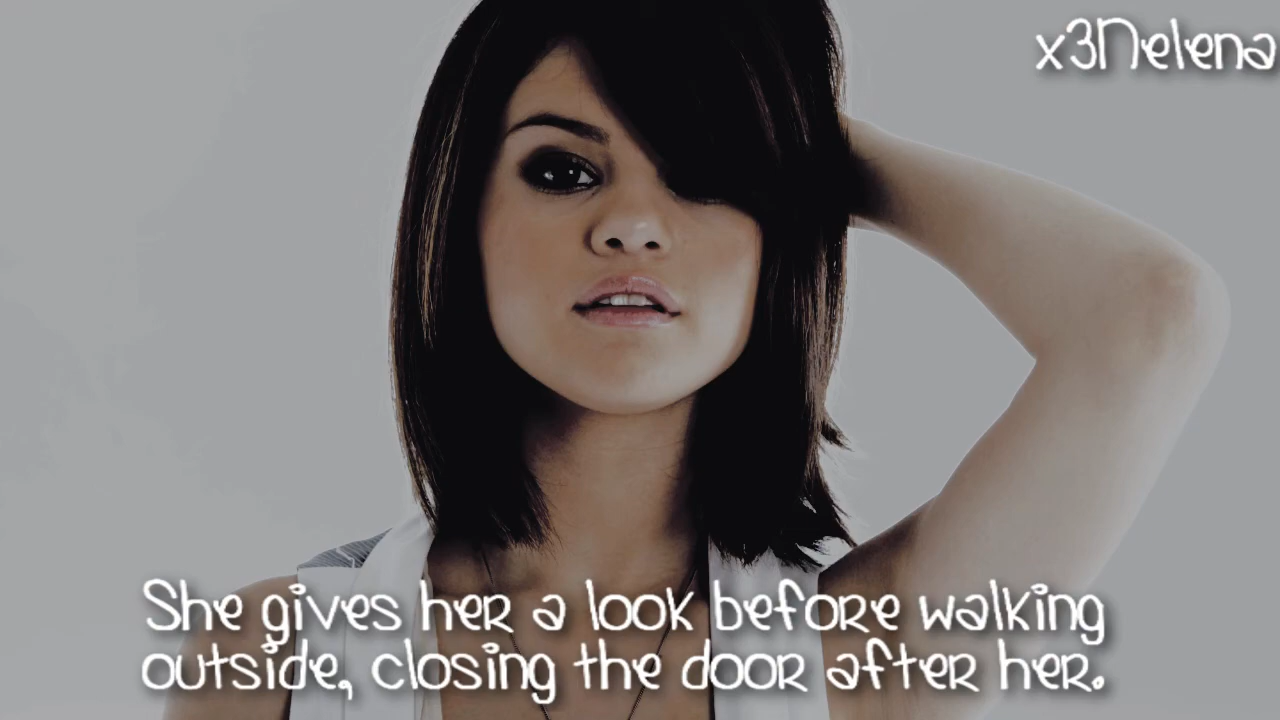 x3Nelena
She gives her a look before walking
outside, closing the door after her.